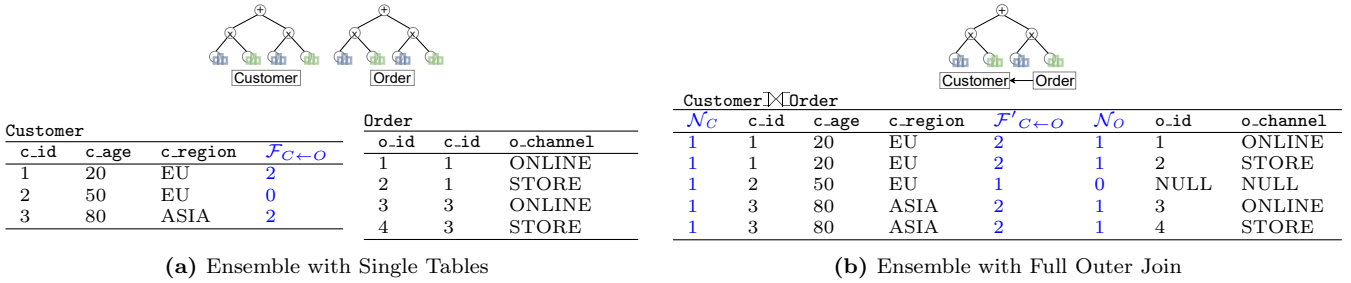 Customer Order
Customer
c_id c_age c_region F_{C←O}
1 20 EU 2
2 50 EU 0
3 80 ASIA 2
Order
o_id c_id o_channel
1 1 ONLINE
2 1 STORE
3 3 ONLINE
4 3 STORE
(a) Ensemble with Single Tables
Customer Order
Customer⟗Order
N_C c_id c_age c_region F'_{C←O} N_O o_id o_channel
1 1 20 EU 2 1 1 ONLINE
1 1 20 EU 2 1 2 STORE
1 2 50 EU 1 0 NULL NULL
1 3 80 ASIA 2 1 3 ONLINE
1 3 80 ASIA 2 1 4 STORE
(b) Ensemble with Full Outer Join